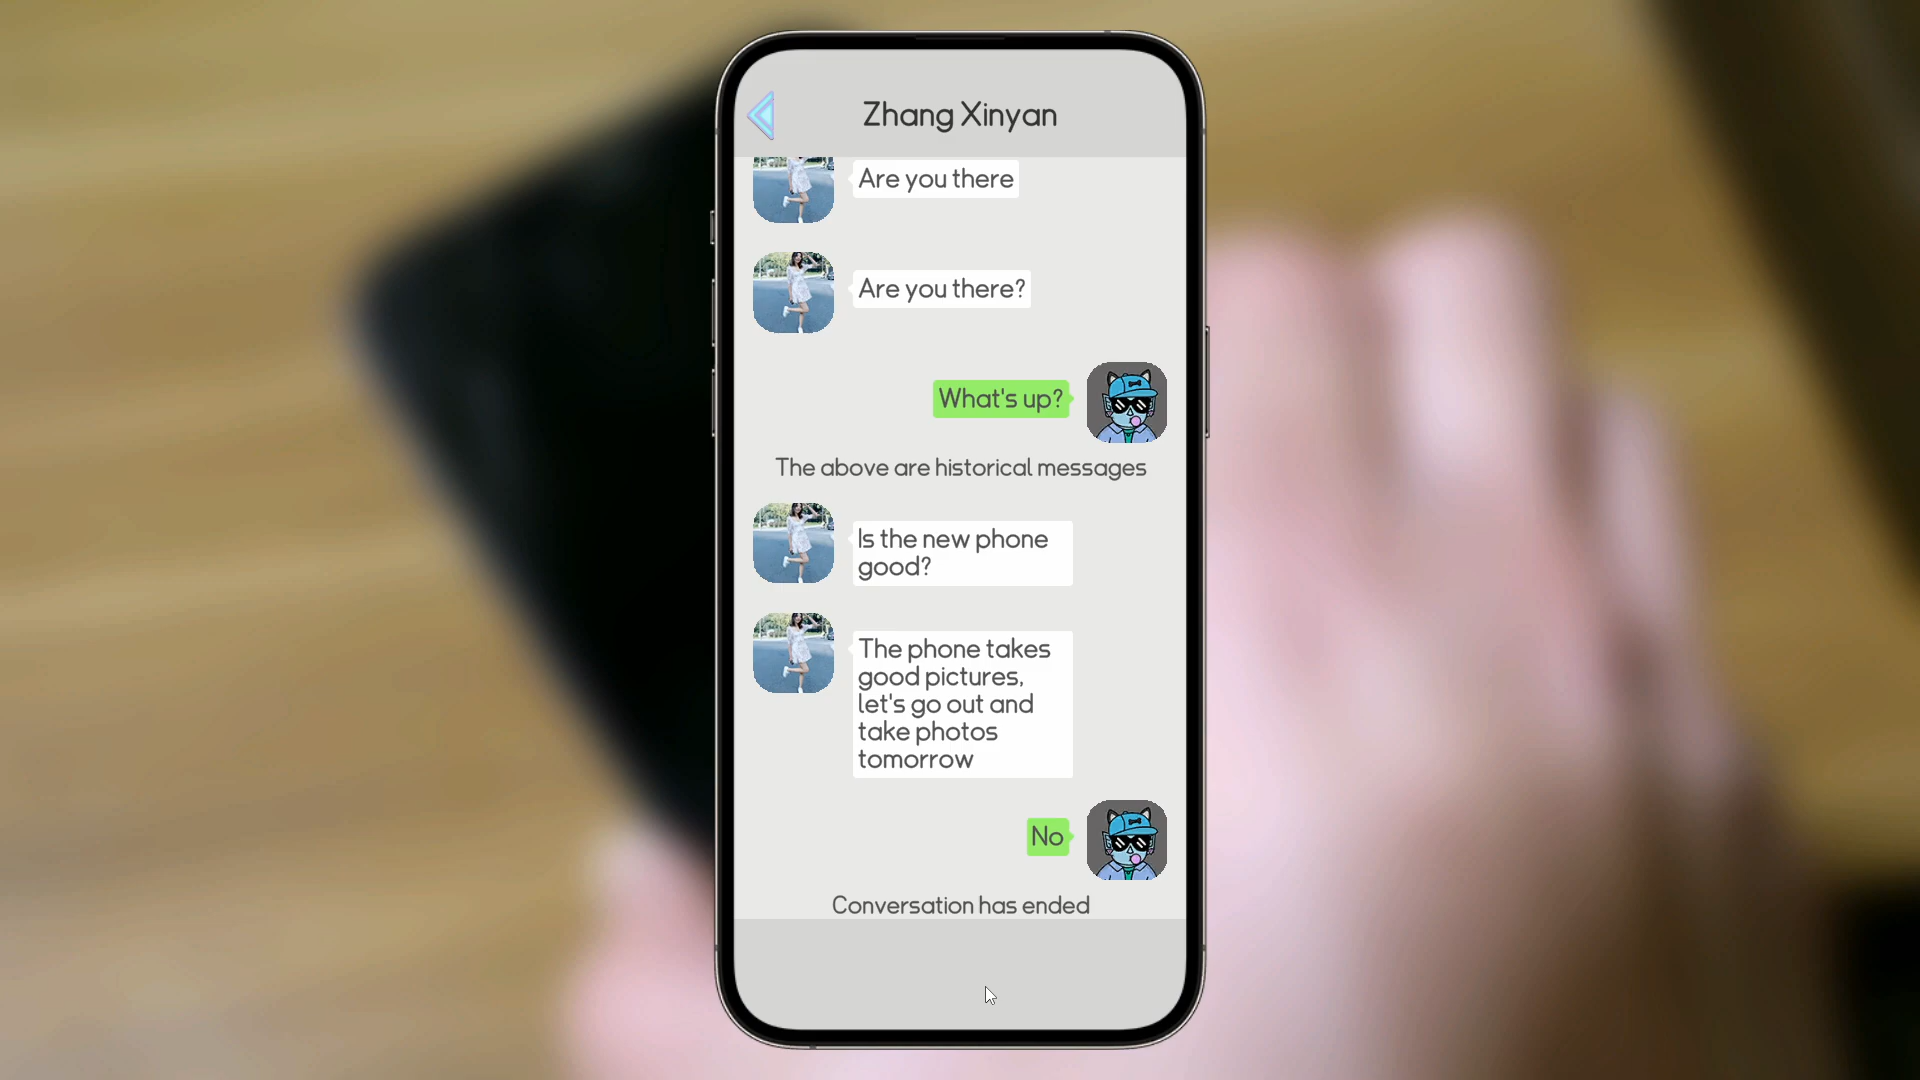 Zhang Xinyan
Are you there
Are you there?
What's up?
The above are historical messages
Is the new phone
good?
The phone takes
good pictures,
let's go out and
take photos
tomorrow
No
Conversation has ended